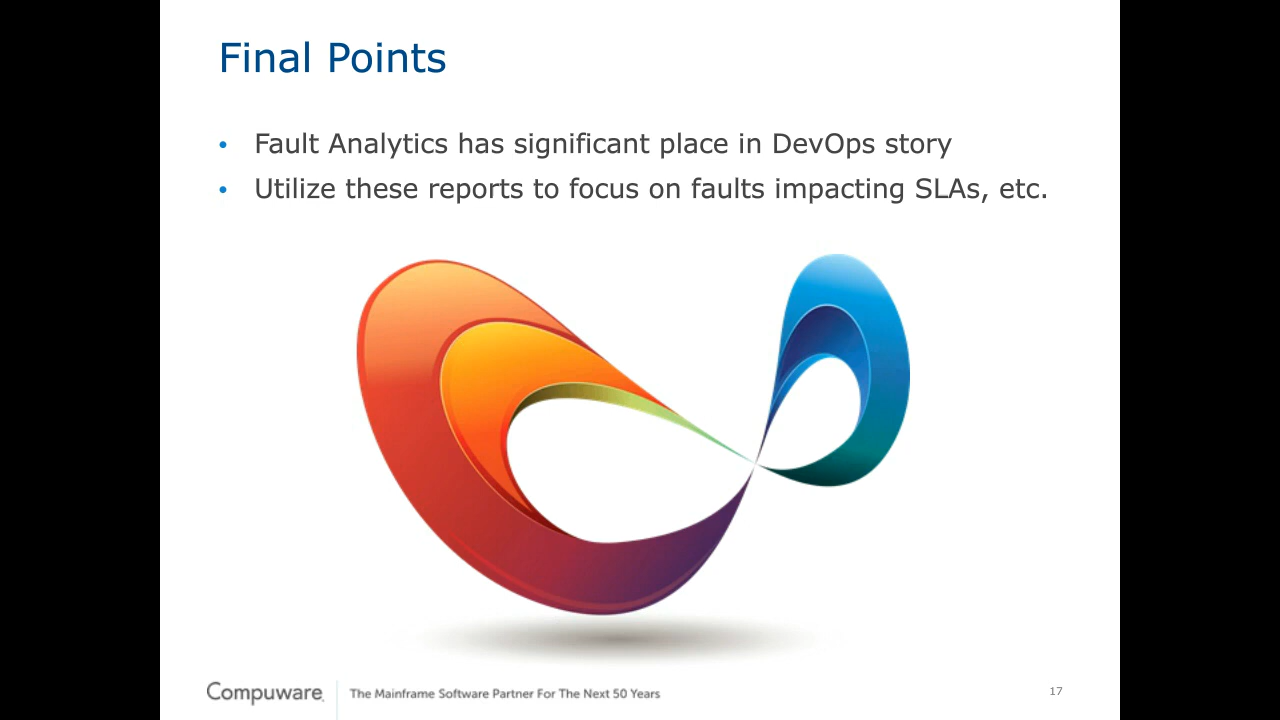 Final Points
• Fault Analytics has significant place in DevOps story
• Utilize these reports to focus on faults impacting SLAs, etc.
Compuware. The Mainframe Software Partner For The Next 50 Years 17